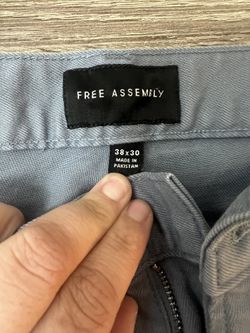 FREE ASSEMBLY
38x30
MADE IN
PAKISTAN